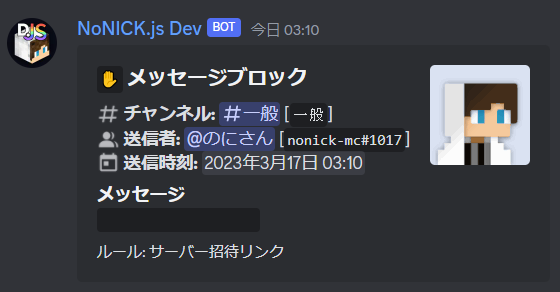 DJS
NoNICK.js Dev BOT 今日 03:10
メッセージブロック
チャンネル: #一般 [一般]
送信者: @のにさん [nonick-mc#1017]
送信時刻: 2023年3月17日 03:10
メッセージ
ルール: サーバー招待リンク